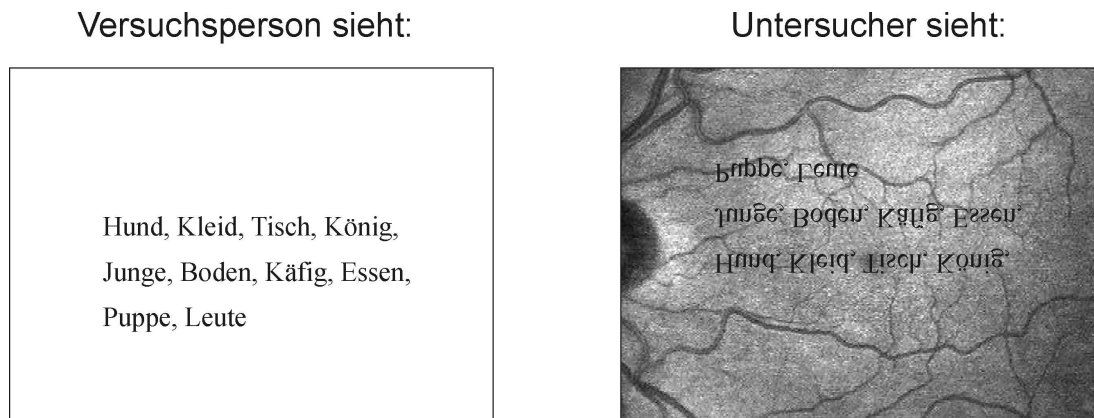 Versuchsperson sieht:
Hund, Kleid, Tisch, König,
Junge, Boden, Käfig, Essen,
Puppe, Leute
Untersucher sieht:
Puppe, Leute
Junge, Boden, Käfig, Essen,
Hund, Kleid, Tisch, König,